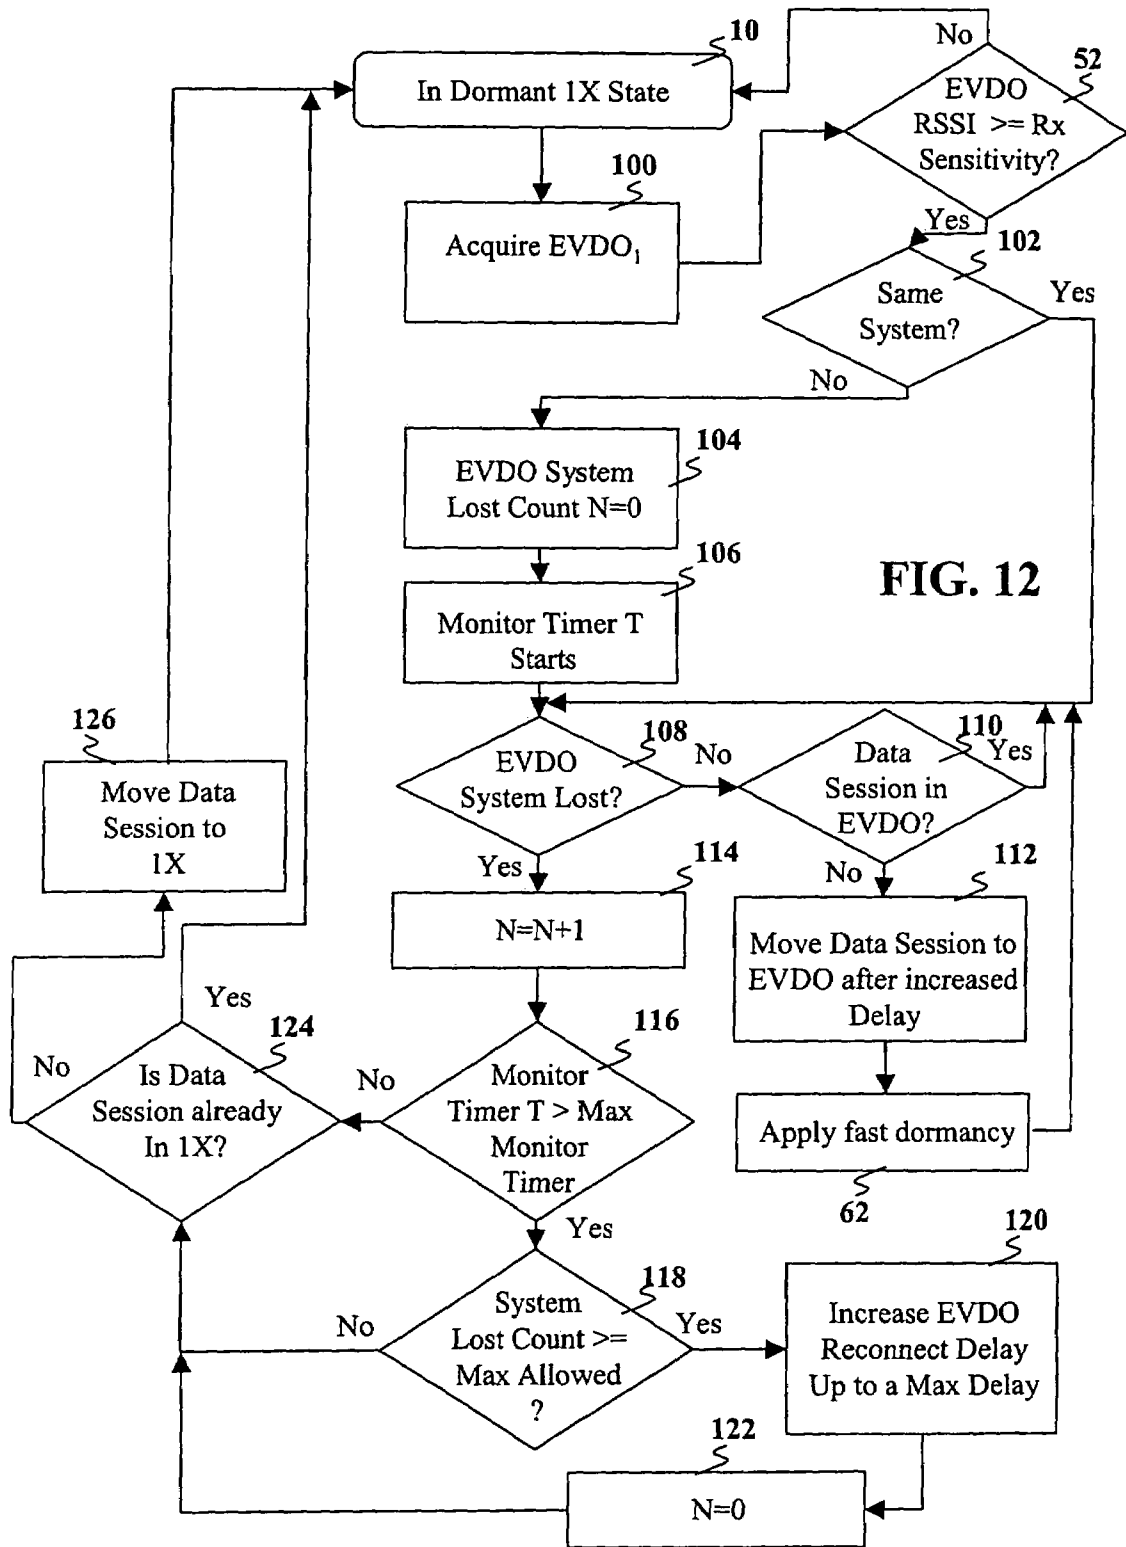 10
No
In Dormant 1X State
52
EVDO
RSSI >= Rx
Sensitivity?
100
Acquire EVDO₁
Yes
102
Same
System?
Yes
No
104
EVDO System
Lost Count N=0
106
Monitor Timer T
Starts
FIG. 12
126
Move Data
Session to
1X
108
EVDO
System Lost?
No
110
Data
Session in
EVDO?
Yes
Yes
114
N=N+1
No
112
Move Data Session to
EVDO after increased
Delay
Yes
124
Is Data
Session already
In 1X?
No
No
116
Monitor
Timer T > Max
Monitor
Timer
Apply fast dormancy
62
Yes
118
System
Lost Count >=
Max Allowed
?
No
Yes
120
Increase EVDO
Reconnect Delay
Up to a Max Delay
122
N=0